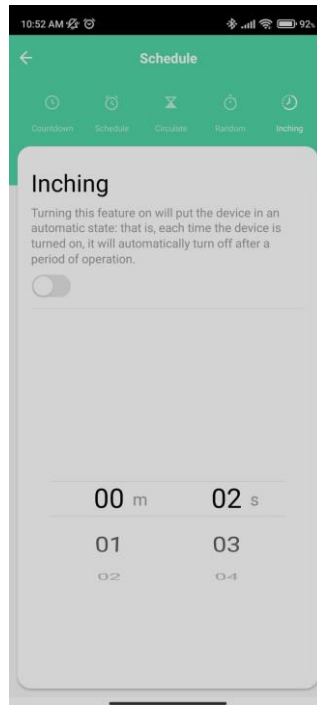 10:52 AM
92%
Schedule
Countdown Schedule Circulate Random Inching
Inching
Turning this feature on will put the device in an
automatic state: that is, each time the device is
turned on, it will automatically turn off after a
period of operation.
00 m 02 s
01 03
02 04